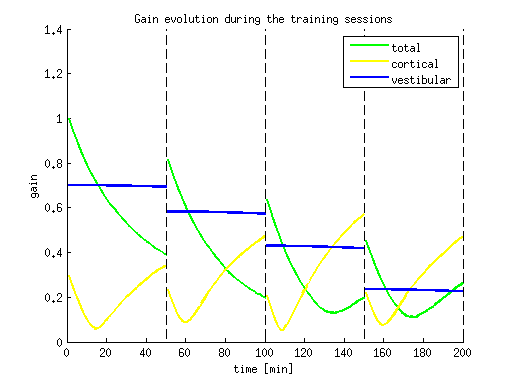 Gain evolution during the training sessions
1.4
1.2
1
0.8
0.6
0.4
0.2
0
gain
total
cortical
vestibular
0 20 40 60 80 100 120 140 160 180 200
time [min]